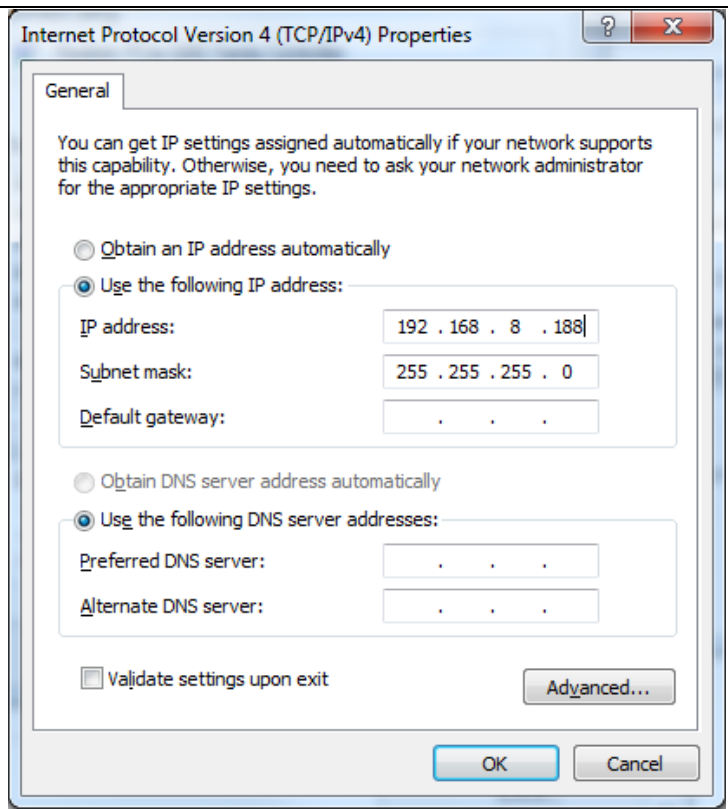 Internet Protocol Version 4 (TCP/IPv4) Properties
?
X
General
You can get IP settings assigned automatically if your network supports
this capability. Otherwise, you need to ask your network administrator
for the appropriate IP settings.
Obtain an IP address automatically
Use the following IP address:
IP address: 192 . 168 . 8 . 188
Subnet mask: 255 . 255 . 255 . 0
Default gateway: . . .
Obtain DNS server address automatically
Use the following DNS server addresses:
Preferred DNS server: . . .
Alternate DNS server: . . .
Validate settings upon exit
Advanced...
OK Cancel